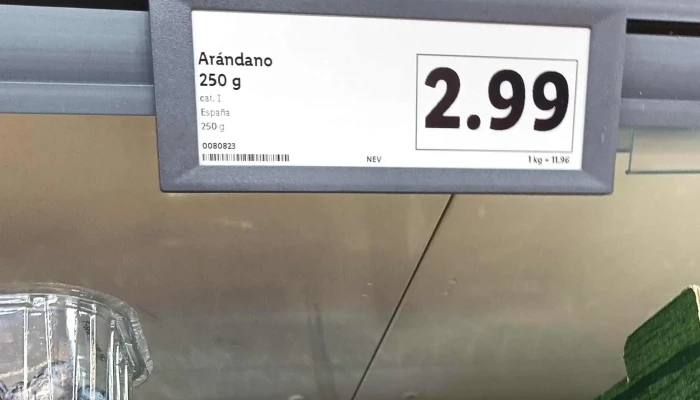 Arándano
250 g
cat. I
España
250 g
0080823
NEV
2.99
1 kg = 11.96